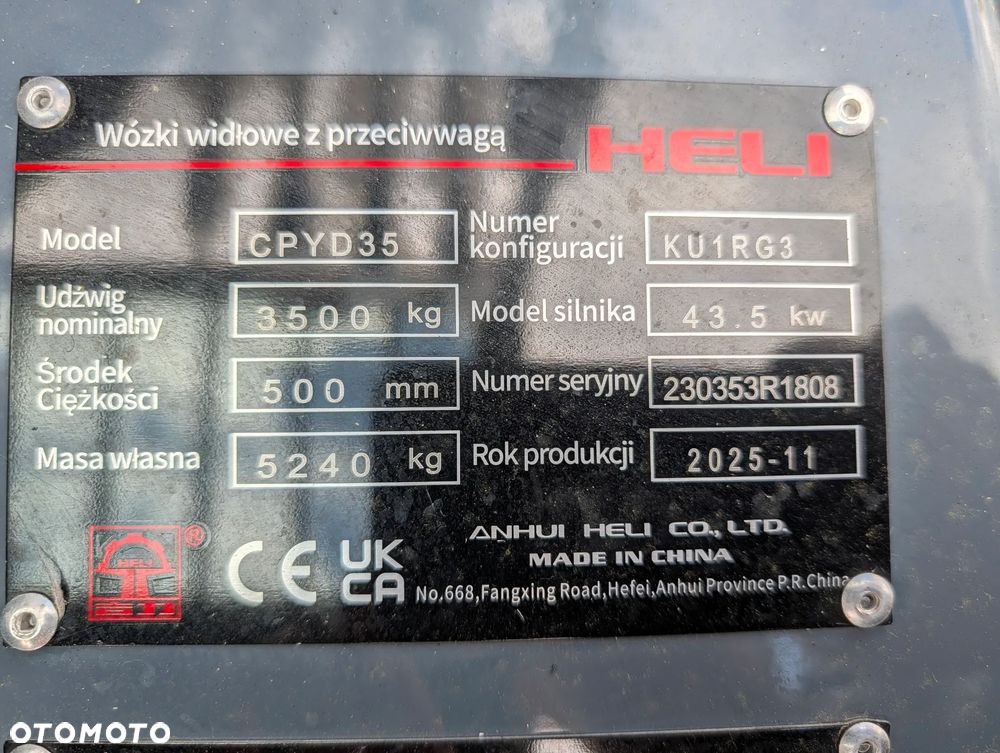 Wózki widłowe z przeciwwagą
HELI
Model CPYD35
Numer konfiguracji KU1RG3
Udźwig nominalny 3500 kg
Model silnika 43.5 kw
Środek Ciężkości 500 mm
Numer seryjny 230353R1808
Masa własna 5240 kg
Rok produkcji 2025-11
HELI
®
CE
UK
CA
ANHUI HELI CO., LTD.
MADE IN CHINA
No.668,Fangxing Road,Hefei,Anhui Province P.R.China
OTOMOTO